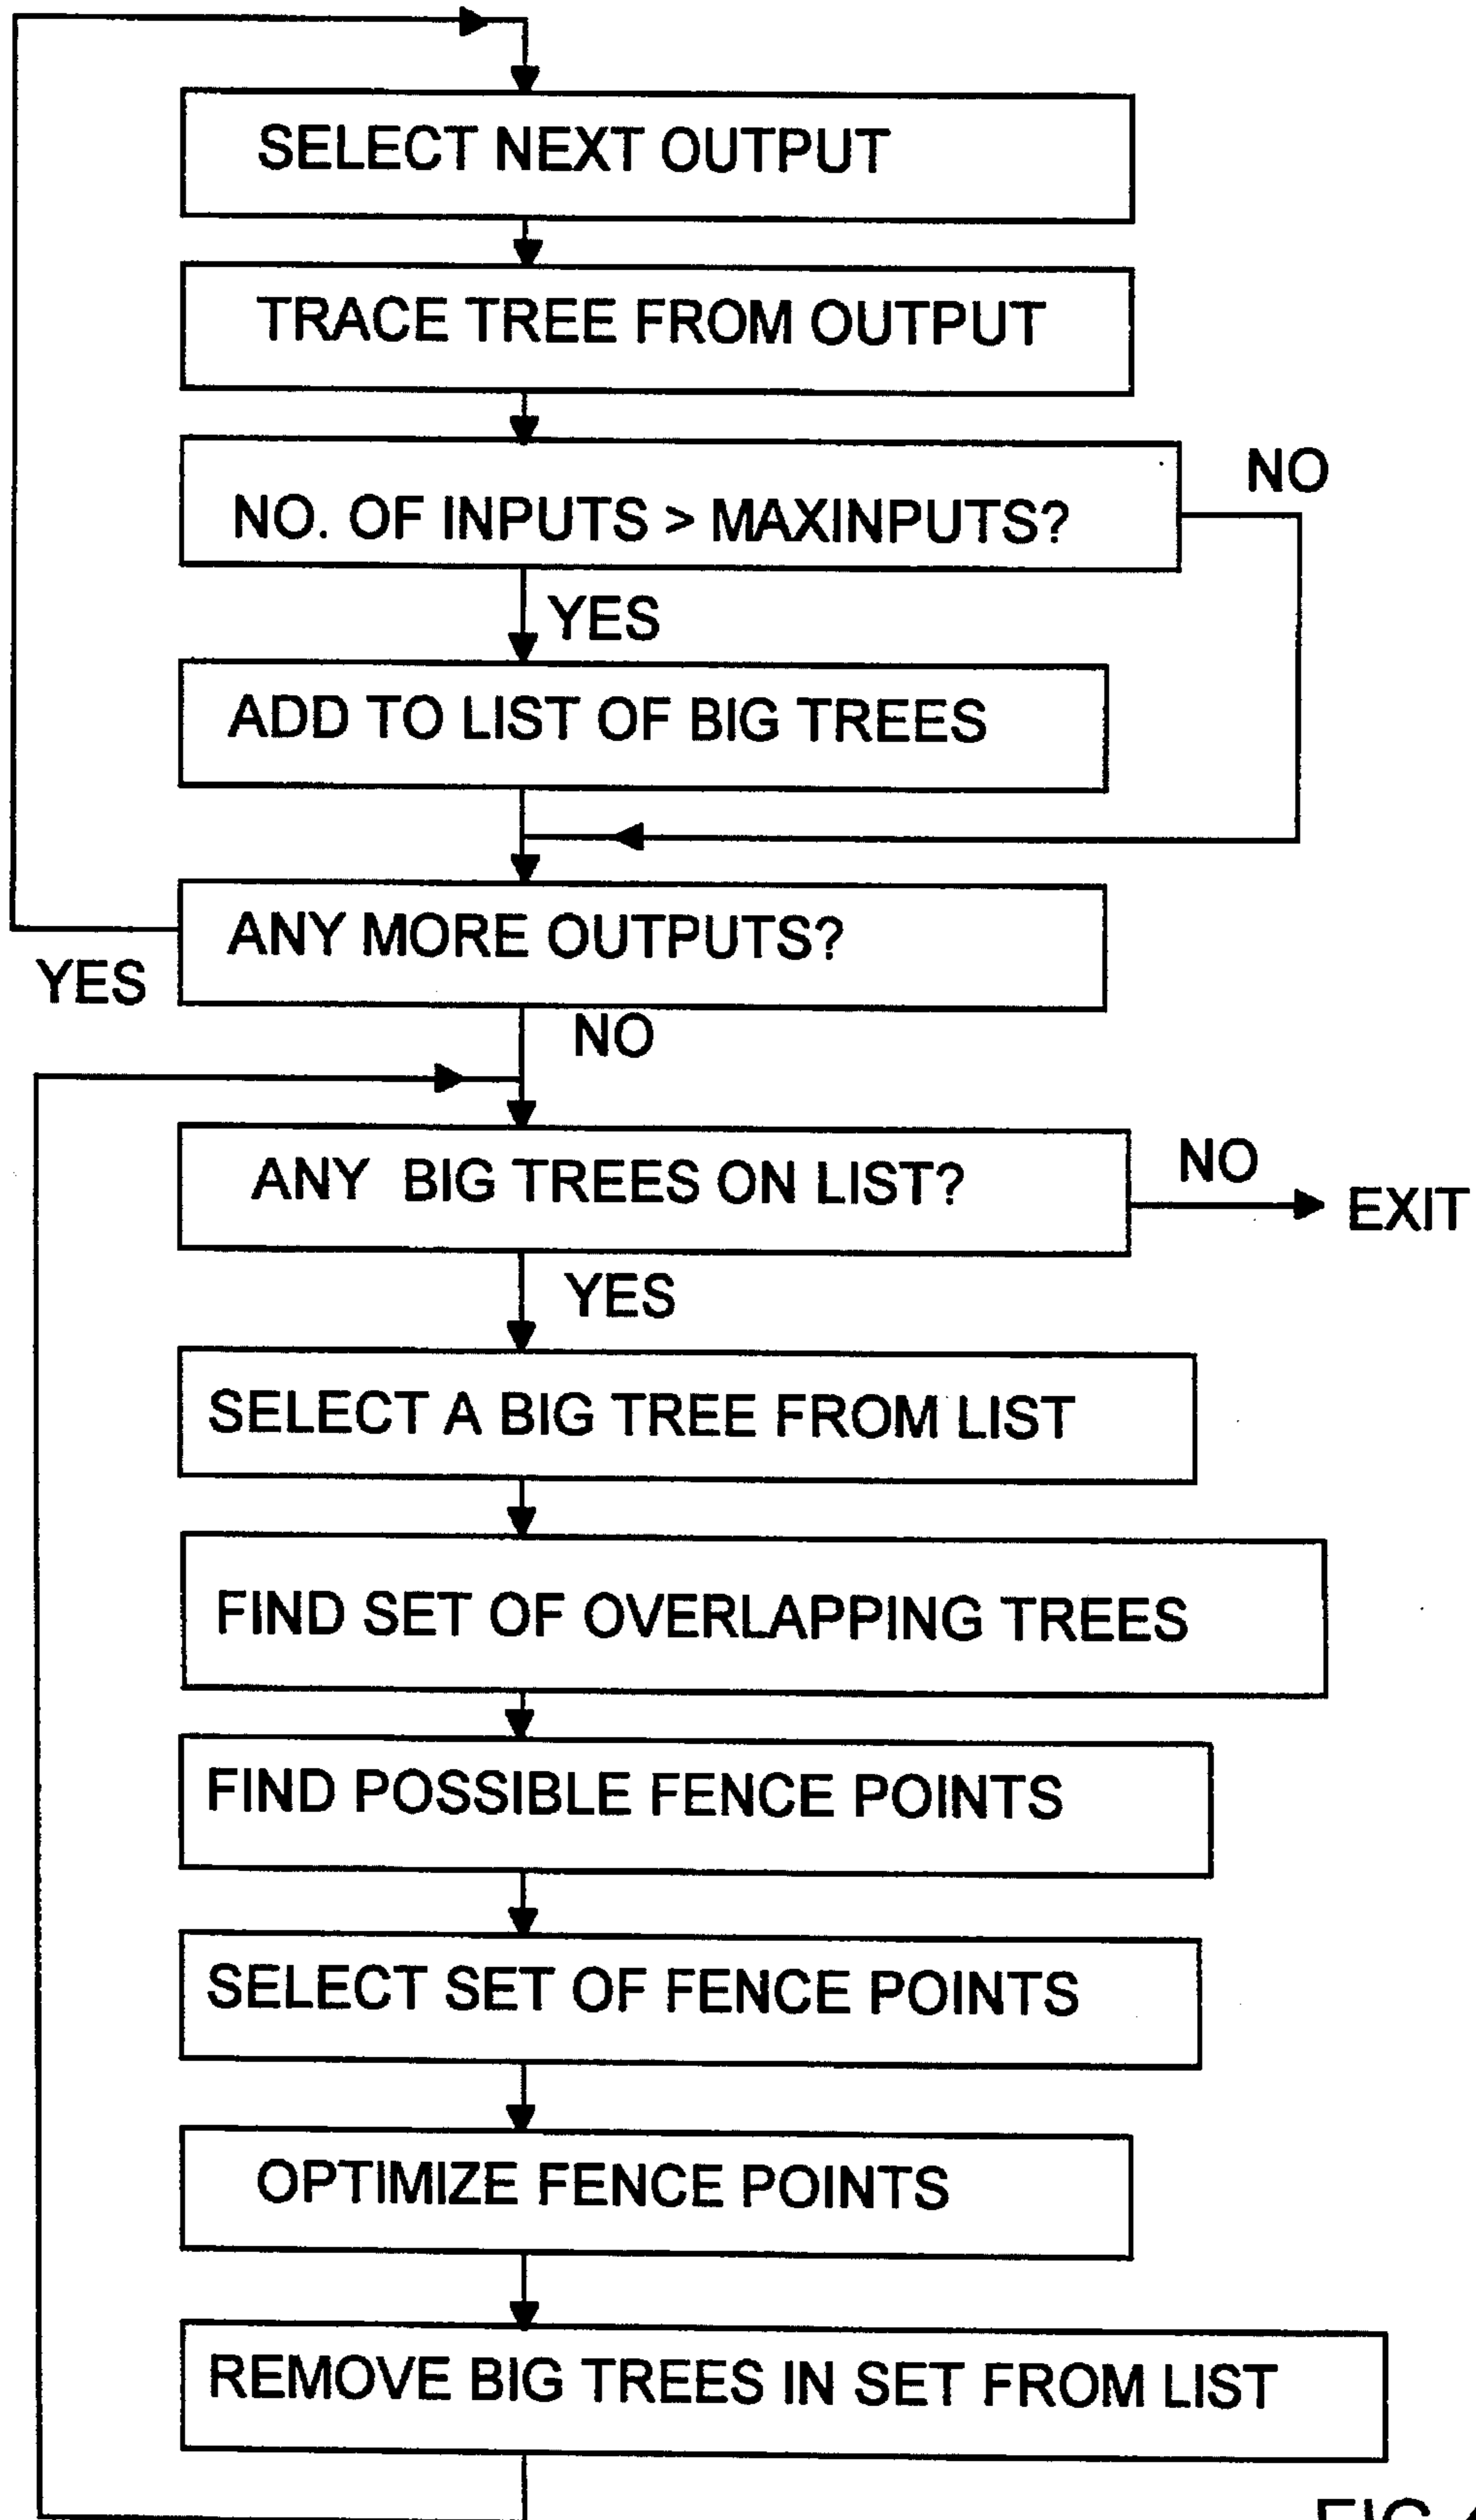 SELECT NEXT OUTPUT
TRACE TREE FROM OUTPUT
NO. OF INPUTS > MAXINPUTS?
NO
YES
ADD TO LIST OF BIG TREES
ANY MORE OUTPUTS?
YES
NO
ANY BIG TREES ON LIST?
NO
EXIT
YES
SELECT A BIG TREE FROM LIST
FIND SET OF OVERLAPPING TREES
FIND POSSIBLE FENCE POINTS
SELECT SET OF FENCE POINTS
OPTIMIZE FENCE POINTS
REMOVE BIG TREES IN SET FROM LIST